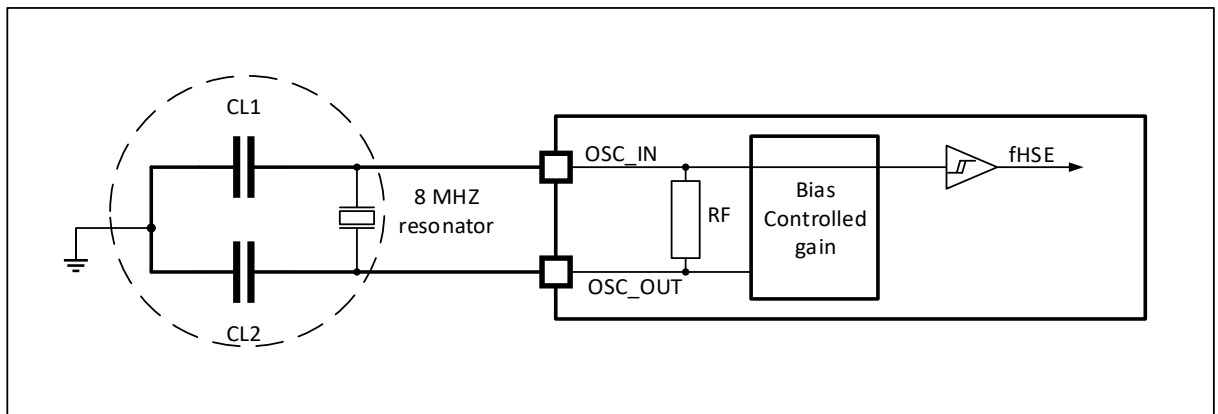 CL1
OSC_IN
fHSE
8 MHZ
resonator
RF
Bias
Controlled
gain
OSC_OUT
CL2